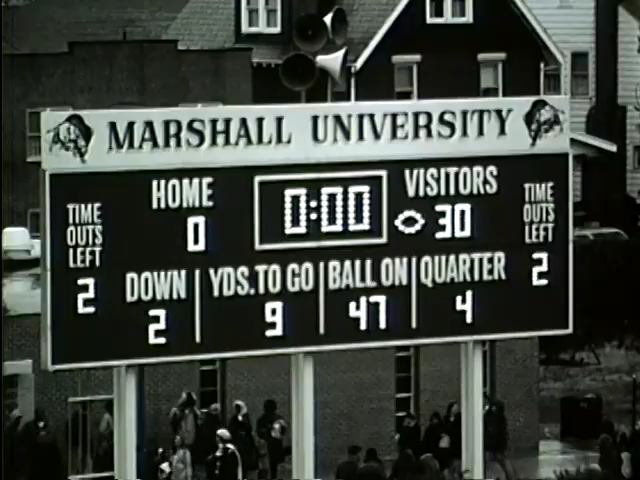 MARSHALL UNIVERSITY
HOME 0:00 VISITORS
TIME OUTS LEFT 0 30 TIME OUTS LEFT
2 DOWN YDS. TO GO BALL ON QUARTER 2
2 9 47 4